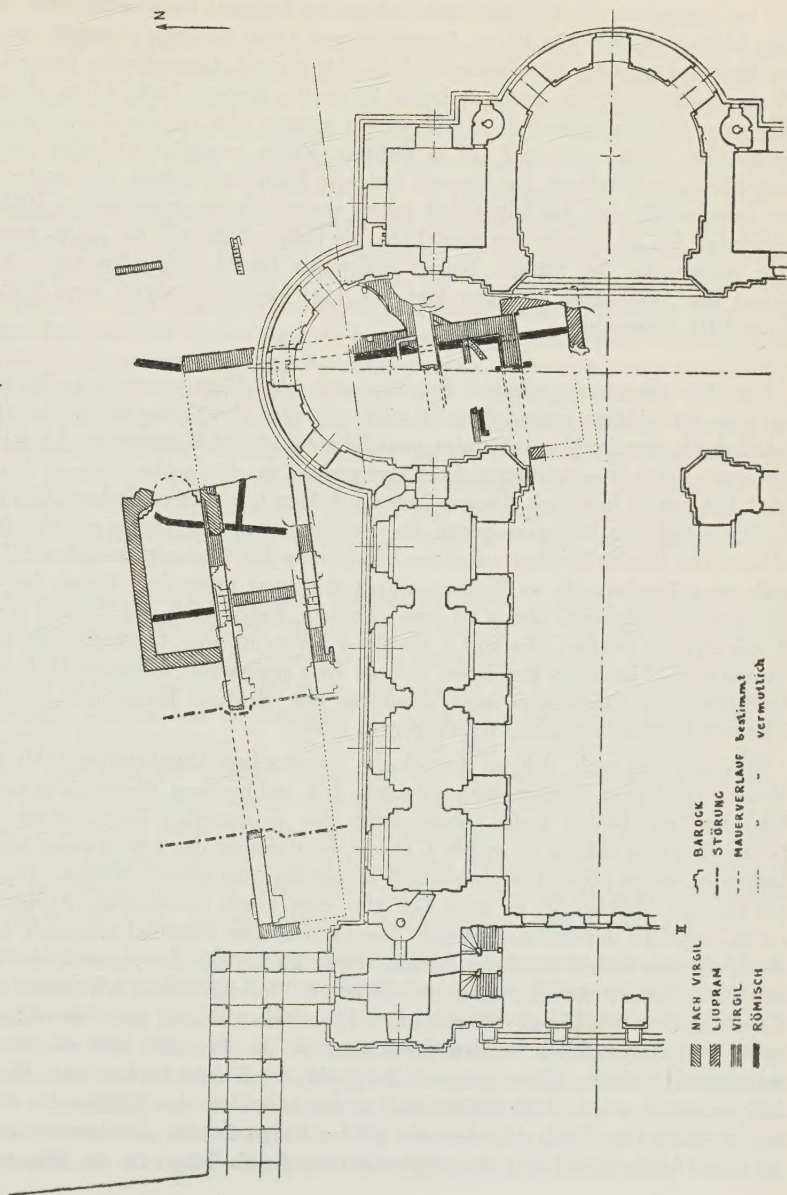 N
NACH VIRGIL II
LIUPRAM
VIRGIL
RÖMISCH
BAROCK
STÖRUNG
MAUERVERLAUF bestimmt
" " vermutlich